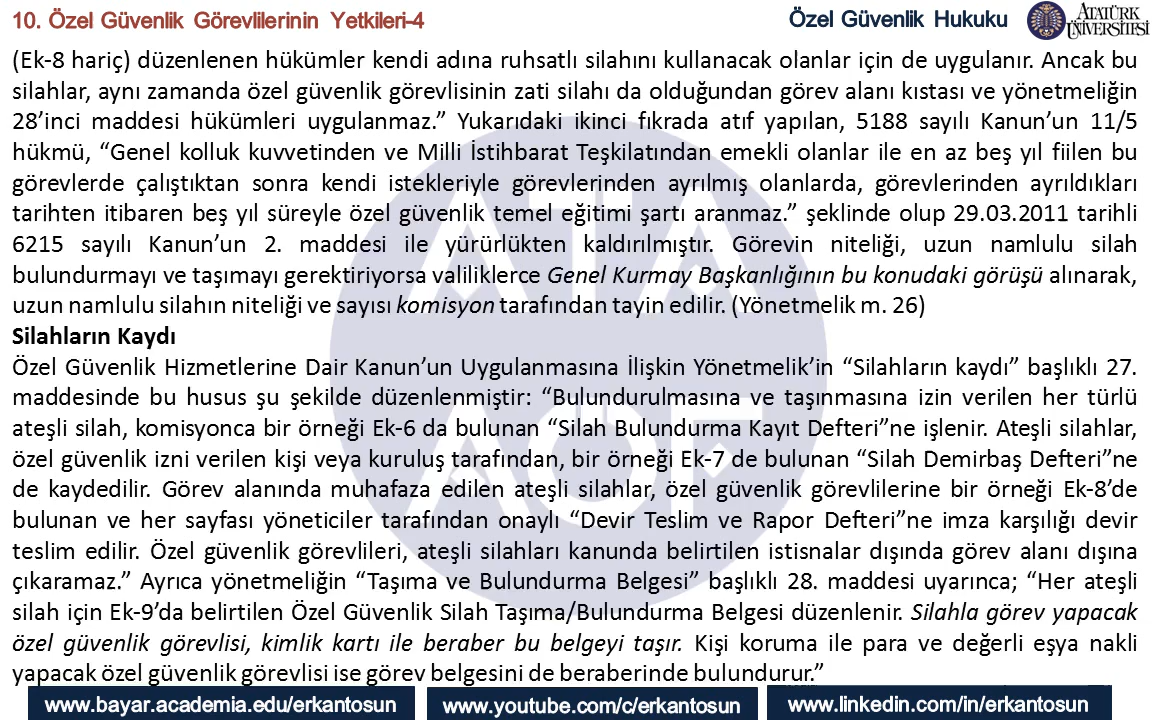 10. Özel Güvenlik Görevlilerinin Yetkileri-4
Özel Güvenlik Hukuku
ATATÜRK
ÜNİVERSİTESİ
(Ek-8 hariç) düzenlenen hükümler kendi adına ruhsatlı silahını kullanacak olanlar için de uygulanır. Ancak bu
silahlar, aynı zamanda özel güvenlik görevlisinin zati silahı da olduğundan görev alanı kıstası ve yönetmeliğin
28’inci maddesi hükümleri uygulanmaz.” Yukarıdaki ikinci fıkrada atıf yapılan, 5188 sayılı Kanun’un 11/5
hükmü, “Genel kolluk kuvvetinden ve Milli İstihbarat Teşkilatından emekli olanlar ile en az beş yıl fiilen bu
görevlerde çalıştıktan sonra kendi istekleriyle görevlerinden ayrılmış olanlarda, görevlerinden ayrıldıkları
tarihten itibaren beş yıl süreyle özel güvenlik temel eğitimi şartı aranmaz.” şeklinde olup 29.03.2011 tarihli
6215 sayılı Kanun’un 2. maddesi ile yürürlükten kaldırılmıştır. Görevin niteliği, uzun namlulu silah
bulundurmayı ve taşımayı gerektiriyorsa valiliklerce Genel Kurmay Başkanlığının bu konudaki görüşü alınarak,
uzun namlulu silahın niteliği ve sayısı komisyon tarafından tayin edilir. (Yönetmelik m. 26)
Silahların Kaydı
Özel Güvenlik Hizmetlerine Dair Kanun’un Uygulanmasına İlişkin Yönetmelik’in “Silahların kaydı” başlıklı 27.
maddesinde bu husus şu şekilde düzenlenmiştir: “Bulundurulmasına ve taşınmasına izin verilen her türlü
ateşli silah, komisyonca bir örneği Ek-6 da bulunan “Silah Bulundurma Kayıt Defteri”ne işlenir. Ateşli silahlar,
özel güvenlik izni verilen kişi veya kuruluş tarafından, bir örneği Ek-7 de bulunan “Silah Demirbaş Defteri”ne
de kaydedilir. Görev alanında muhafaza edilen ateşli silahlar, özel güvenlik görevlilerine bir örneği Ek-8’de
bulunan ve her sayfası yöneticiler tarafından onaylı “Devir Teslim ve Rapor Defteri”ne imza karşılığı devir
teslim edilir. Özel güvenlik görevlileri, ateşli silahları kanunda belirtilen istisnalar dışında görev alanı dışına
çıkaramaz.” Ayrıca yönetmeliğin “Taşıma ve Bulundurma Belgesi” başlıklı 28. maddesi uyarınca; “Her ateşli
silah için Ek-9’da belirtilen Özel Güvenlik Silah Taşıma/Bulundurma Belgesi düzenlenir. Silahla görev yapacak
özel güvenlik görevlisi, kimlik kartı ile beraber bu belgeyi taşır. Kişi koruma ile para ve değerli eşya nakli
yapacak özel güvenlik görevlisi ise görev belgesini de beraberinde bulundurur.”
www.bayar.academia.edu/erkantosun
www.youtube.com/c/erkantosun
www.linkedin.com/in/erkantosun
ATA
AÖF